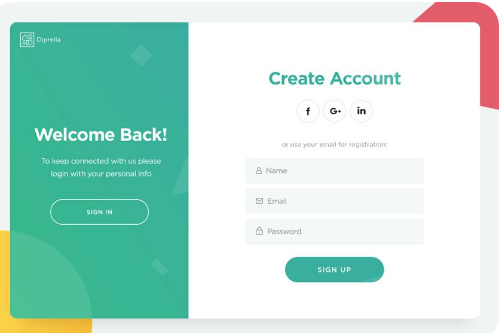 Diprella
Welcome Back!
To keep connected with us please
login with your personal info
SIGN IN
Create Account
f
G+
in
or use your email for registration:
Name
Email
Password
SIGN UP